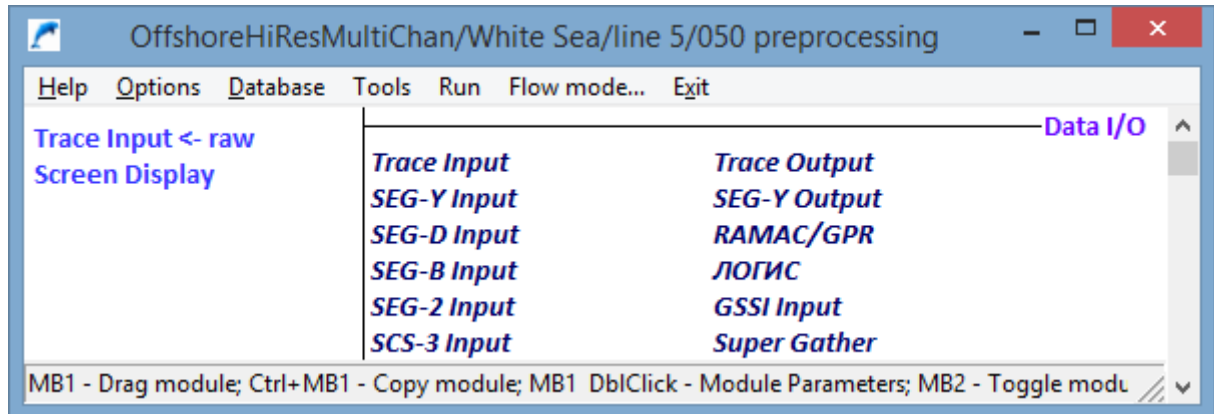 OffshoreHiResMultiChan/White Sea/line 5/050 preprocessing
Help Options Database Tools Run Flow mode... Exit
Trace Input <- raw
Screen Display
Data I/O
Trace Input Trace Output
SEG-Y Input SEG-Y Output
SEG-D Input RAMAC/GPR
SEG-B Input ЛОГИС
SEG-2 Input GSSI Input
SCS-3 Input Super Gather
MB1 - Drag module; Ctrl+MB1 - Copy module; MB1 DblClick - Module Parameters; MB2 - Toggle modu